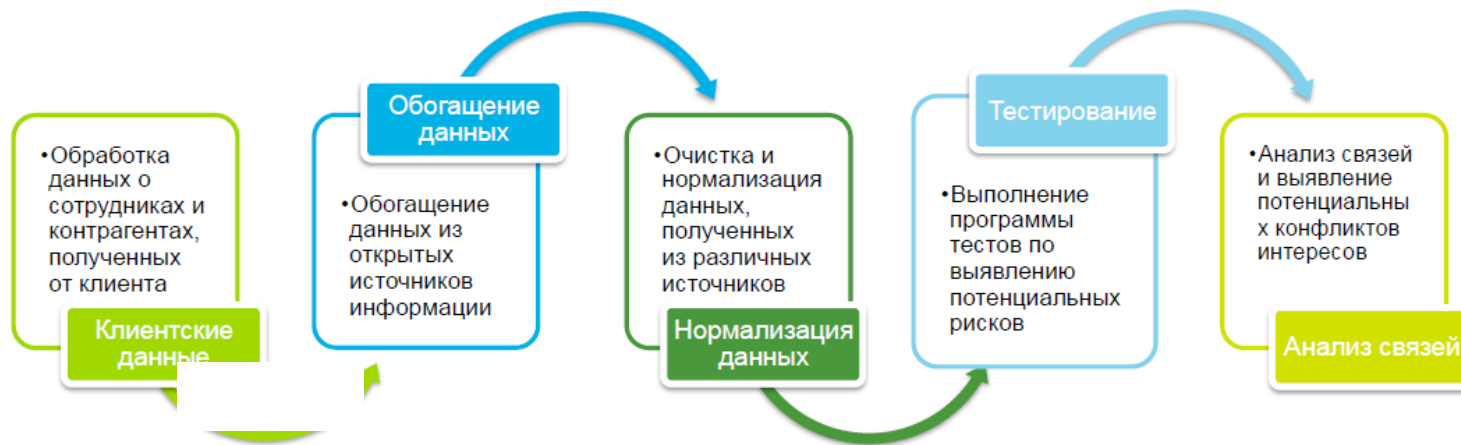 •Обработка
данных о
сотрудниках и
контрагентах,
полученных
от клиента
Клиентские
данные
Обогащение
данных
•Обогащение
данных из
открытых
источников
информации
•Очистка и
нормализация
данных,
полученных
из различных
источников
Нормализация
данных
Тестирование
•Выполнение
программы
тестов по
выявлению
потенциальных
рисков
•Анализ связей
и выявление
потенциальны
х конфликтов
интересов
Анализ связей